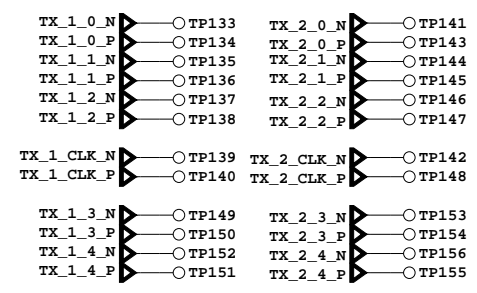 TX_1_0_N TP133
TX_1_0_P TP134
TX_1_1_N TP135
TX_1_1_P TP136
TX_1_2_N TP137
TX_1_2_P TP138
TX_1_CLK_N TP139
TX_1_CLK_P TP140
TX_1_3_N TP149
TX_1_3_P TP150
TX_1_4_N TP152
TX_1_4_P TP151
TX_2_0_N TP141
TX_2_0_P TP143
TX_2_1_N TP144
TX_2_1_P TP145
TX_2_2_N TP146
TX_2_2_P TP147
TX_2_CLK_N TP142
TX_2_CLK_P TP148
TX_2_3_N TP153
TX_2_3_P TP154
TX_2_4_N TP156
TX_2_4_P TP155